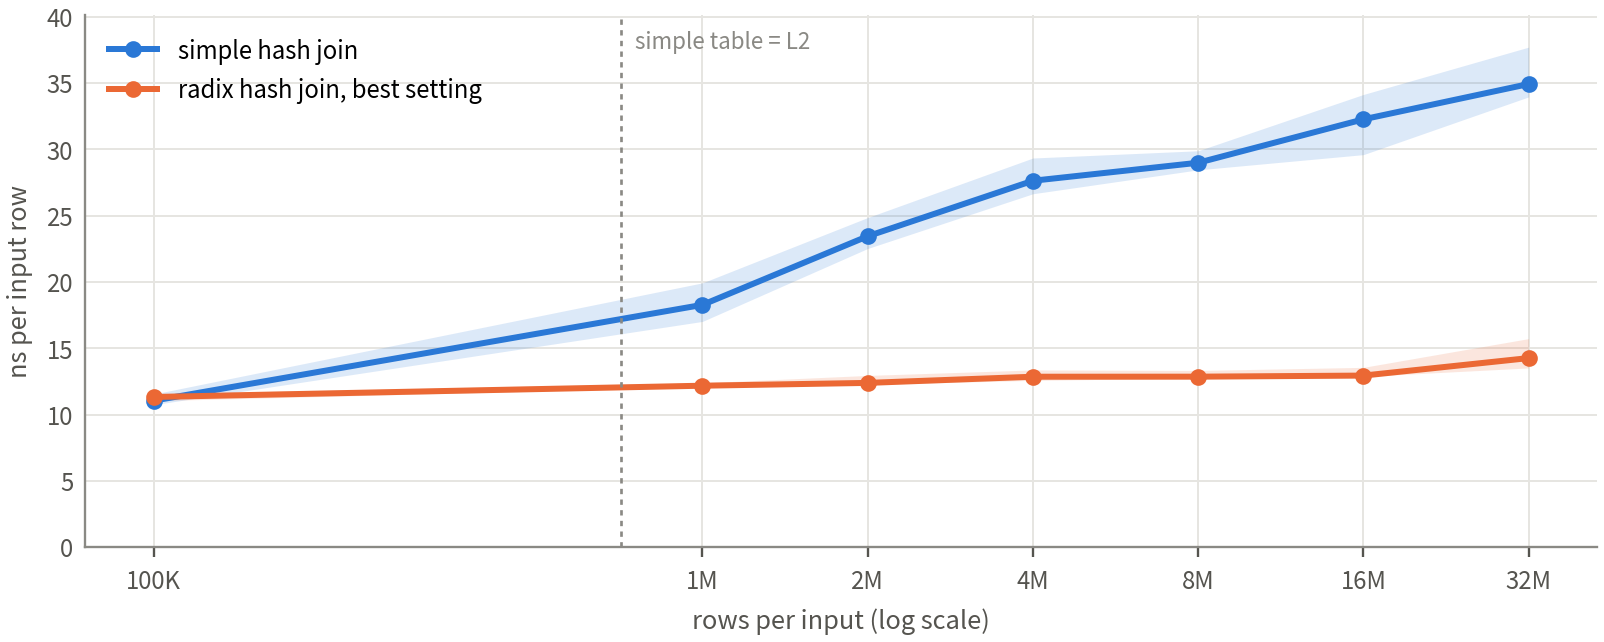 40
35
30
25
20
15
10
5
0
ns per input row
simple hash join
radix hash join, best setting
simple table = L2
100K 1M 2M 4M 8M 16M 32M
rows per input (log scale)